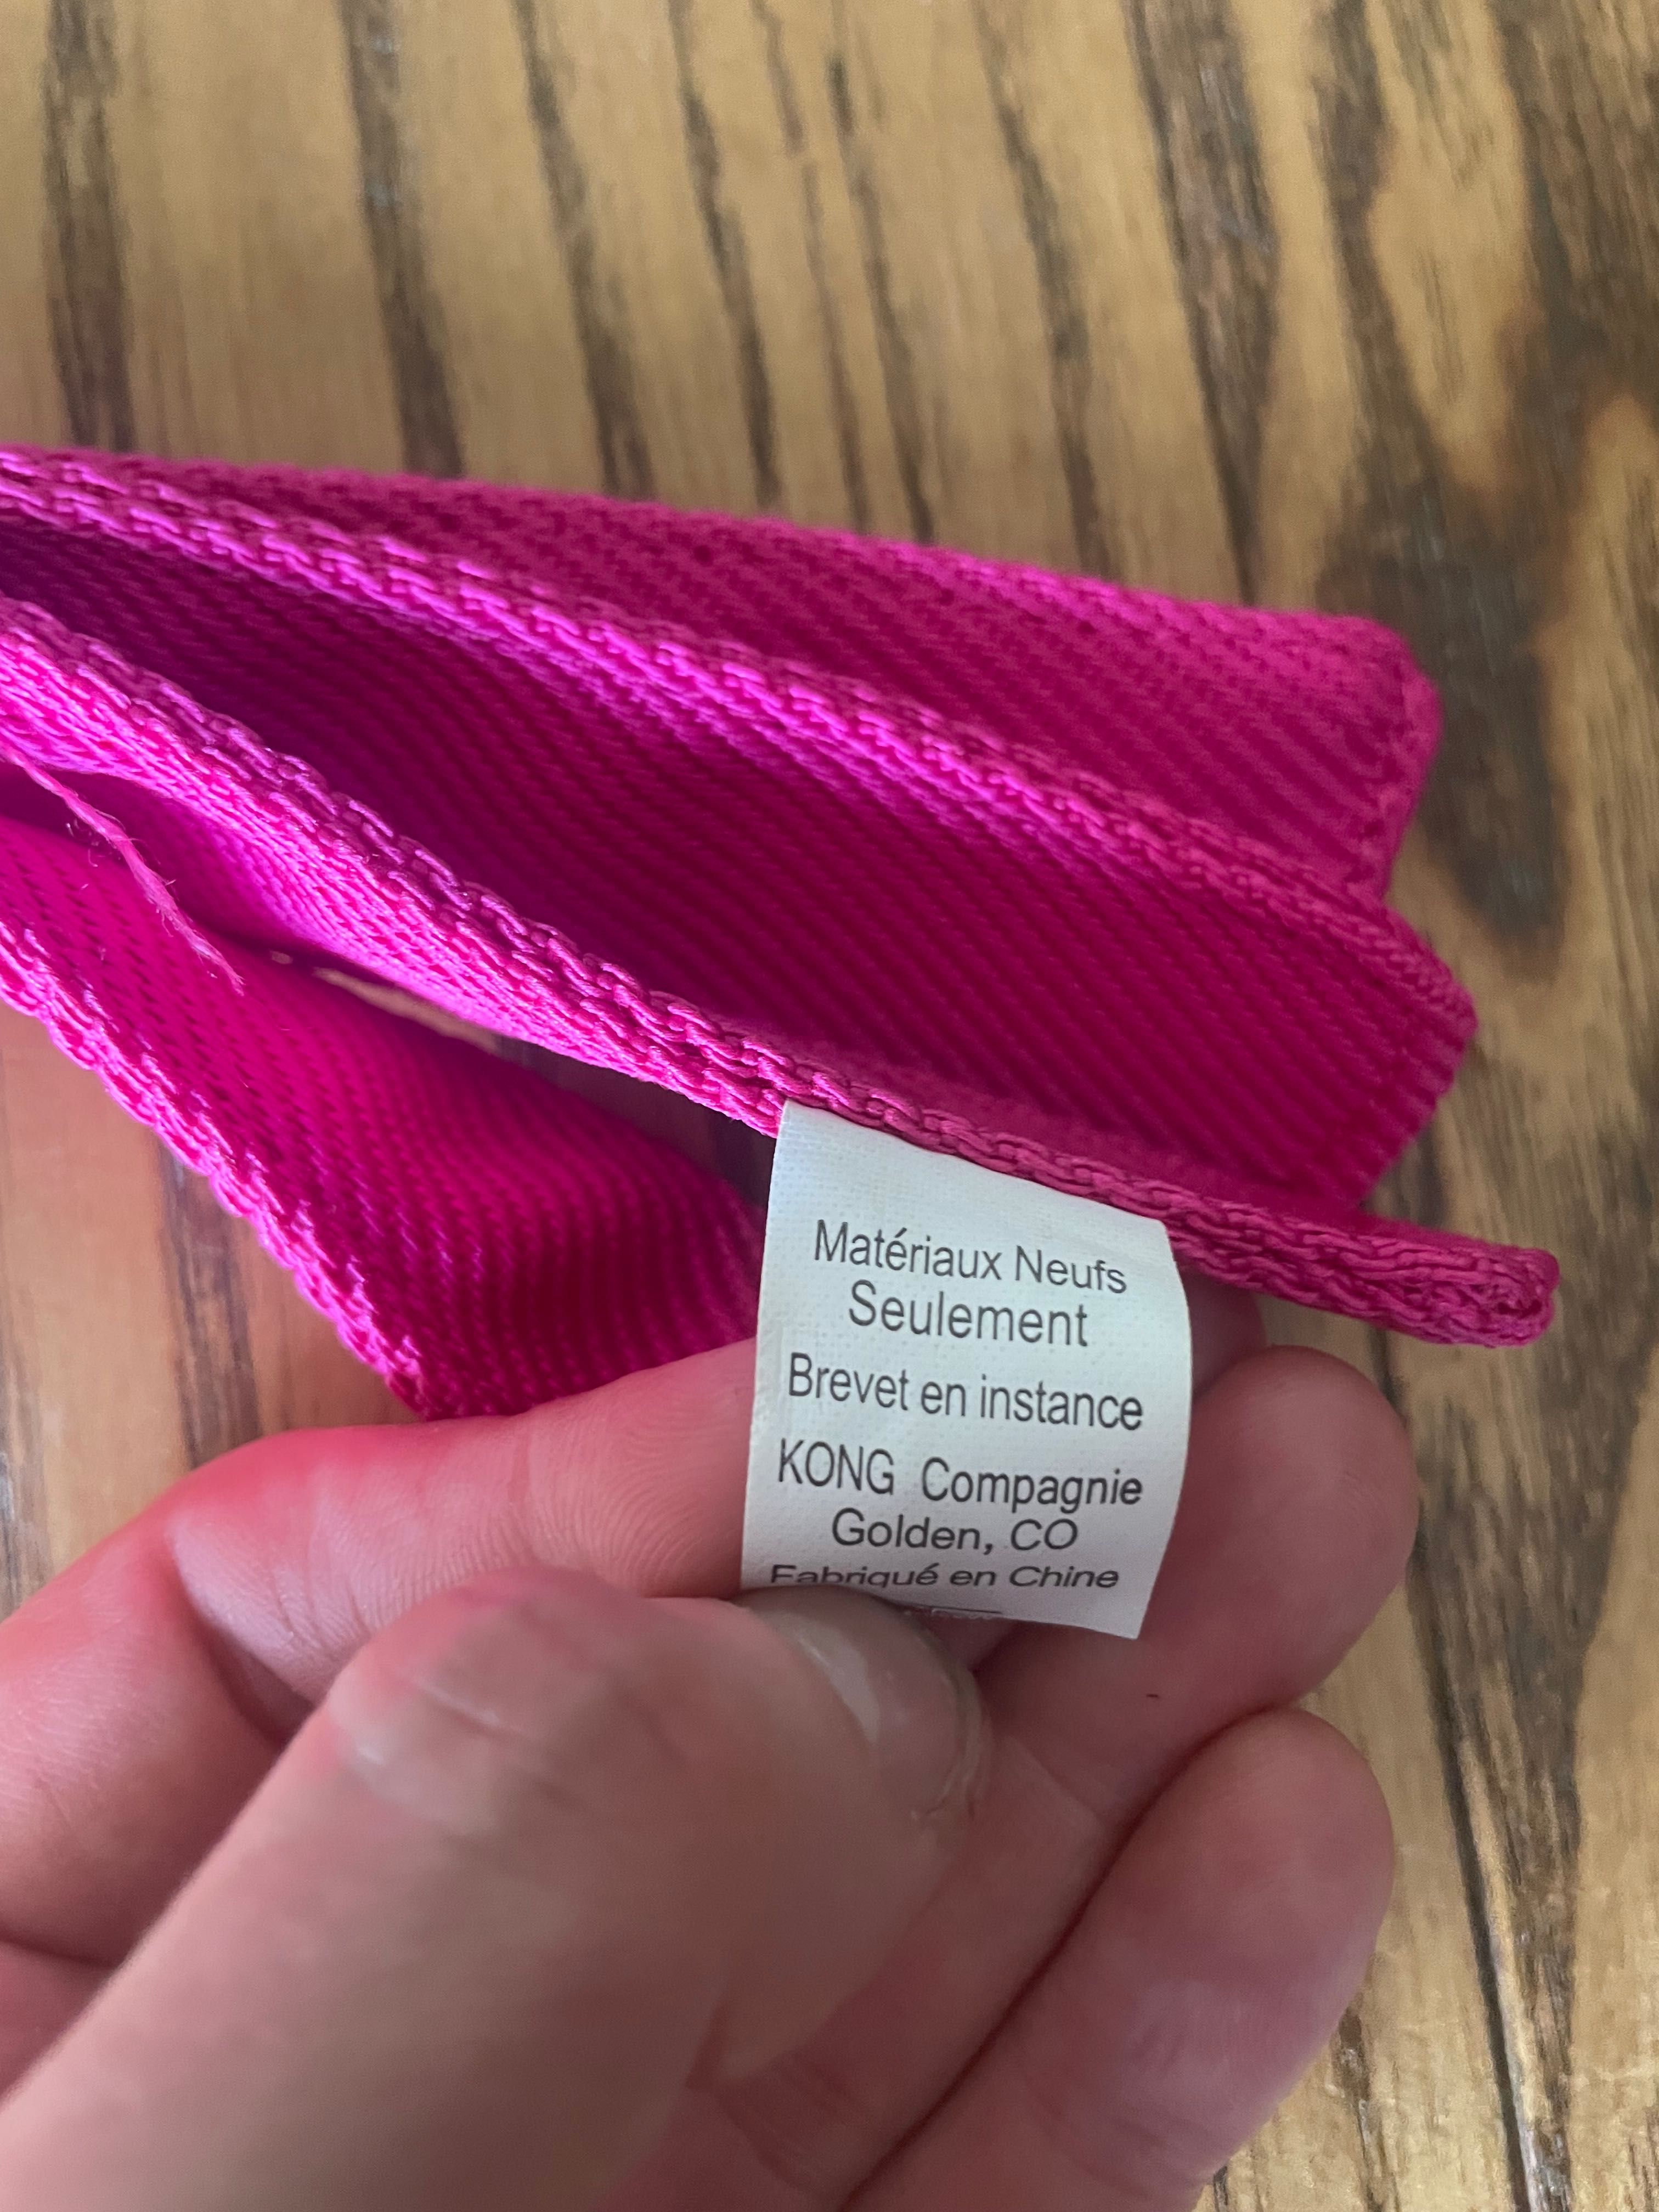 Matériaux Neufs
Seulement
Brevet en instance
KONG Compagnie
Golden, CO
Fabriqué en Chine